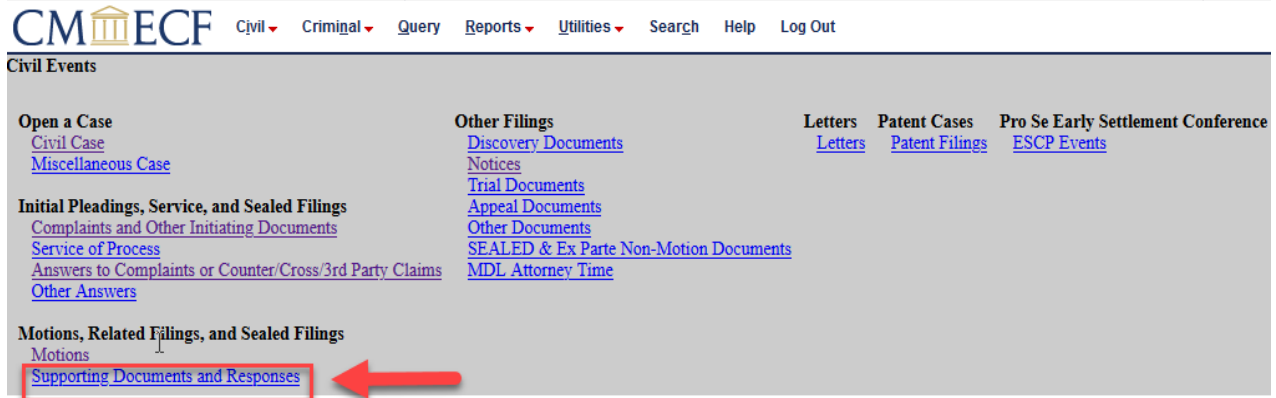 CM ECF Civil Criminal Query Reports Utilities Search Help Log Out
Civil Events
Open a Case
Civil Case
Miscellaneous Case
Initial Pleadings, Service, and Sealed Filings
Complaints and Other Initiating Documents
Service of Process
Answers to Complaints or Counter/Cross/3rd Party Claims
Other Answers
Motions, Related Filings, and Sealed Filings
Motions
Supporting Documents and Responses
Other Filings
Discovery Documents
Notices
Trial Documents
Appeal Documents
Other Documents
SEALED & Ex Parte Non-Motion Documents
MDL Attorney Time
Letters
Letters
Patent Cases
Patent Filings
Pro Se Early Settlement Conference
ESCP Events